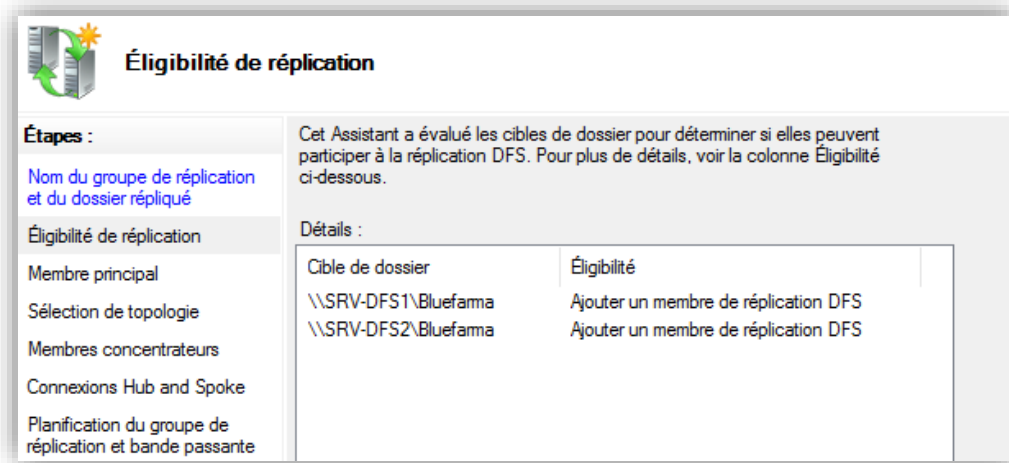 Éligibilité de réplication
Étapes :
Nom du groupe de réplication
et du dossier répliqué
Éligibilité de réplication
Membre principal
Sélection de topologie
Membres concentrateurs
Connexions Hub and Spoke
Planification du groupe de
réplication et bande passante
Cet Assistant a évalué les cibles de dossier pour déterminer si elles peuvent
participer à la réplication DFS. Pour plus de détails, voir la colonne Éligibilité
ci-dessous.
Détails :
Cible de dossier Éligibilité
\\SRV-DFS1\Bluefarma Ajouter un membre de réplication DFS
\\SRV-DFS2\Bluefarma Ajouter un membre de réplication DFS